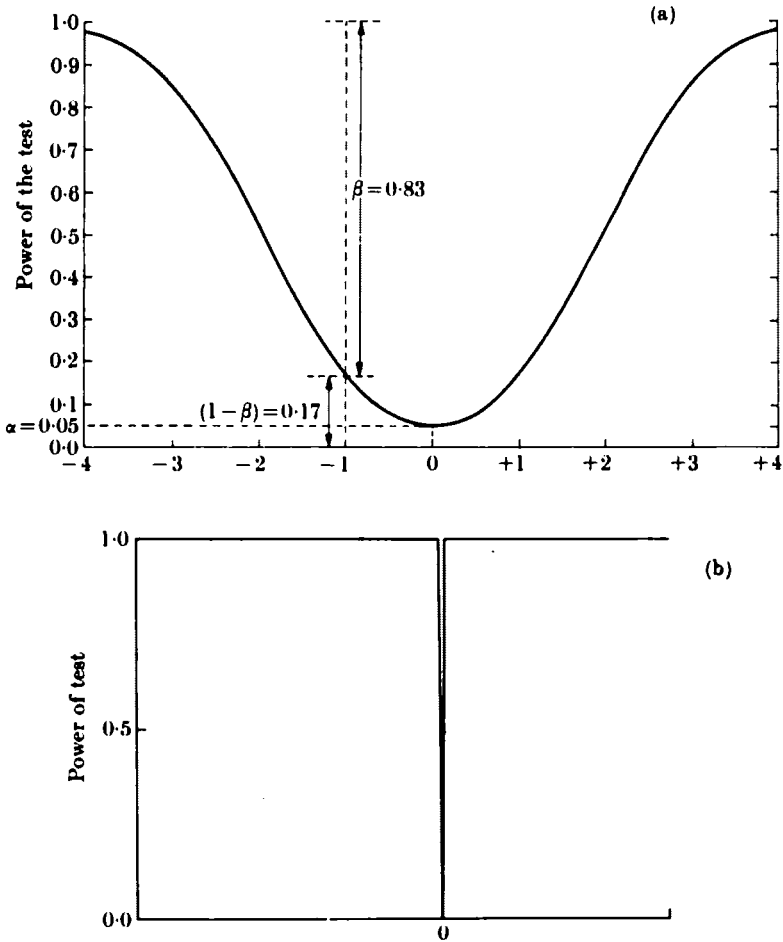 (a)
1·0
0·9
0·8
0·7
0·6
0·5
0·4
0·3
0·2
0·1
α=0·05
0·0
Power of the test
β=0·83
(1−β)=0·17
−4 −3 −2 −1 0 +1 +2 +3 +4
(b)
1·0
0·5
0·0
Power of test
0